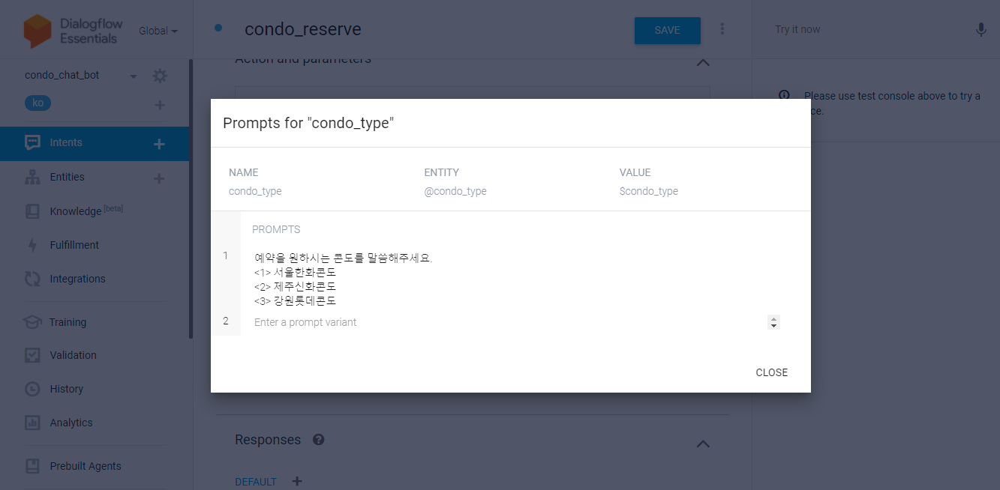 Dialogflow
Essentials
Global
condo_reserve
SAVE
Try it now
condo_chat_bot
ko
Action and parameters
Please use test console above to try a
ce.
Intents
Entities
Knowledge [beta]
Fulfillment
Integrations
Training
Validation
History
Analytics
Prebuilt Agents
Prompts for "condo_type"
NAME ENTITY VALUE
condo_type @condo_type $condo_type
PROMPTS
1 예약을 원하시는 콘도를 말씀해주세요.
<1> 서울한화콘도
<2> 제주신화콘도
<3> 강원롯데콘도
2 Enter a prompt variant
CLOSE
Responses
DEFAULT